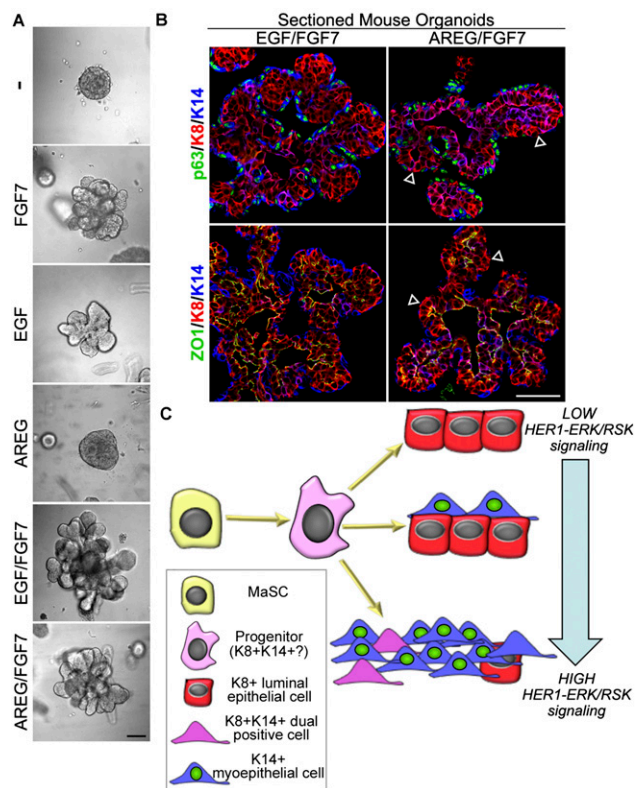 A
-
FGF7
EGF
AREG
EGF/FGF7
AREG/FGF7
B
Sectioned Mouse Organoids
EGF/FGF7
AREG/FGF7
p63/K8/K14
ZO1/K8/K14
C
LOW
HER1-ERK/RSK
signaling
HIGH
HER1-ERK/RSK
signaling
MaSC
Progenitor
(K8+K14+?)
K8+ luminal
epithelial cell
K8+K14+ dual
positive cell
K14+
myoepithelial cell